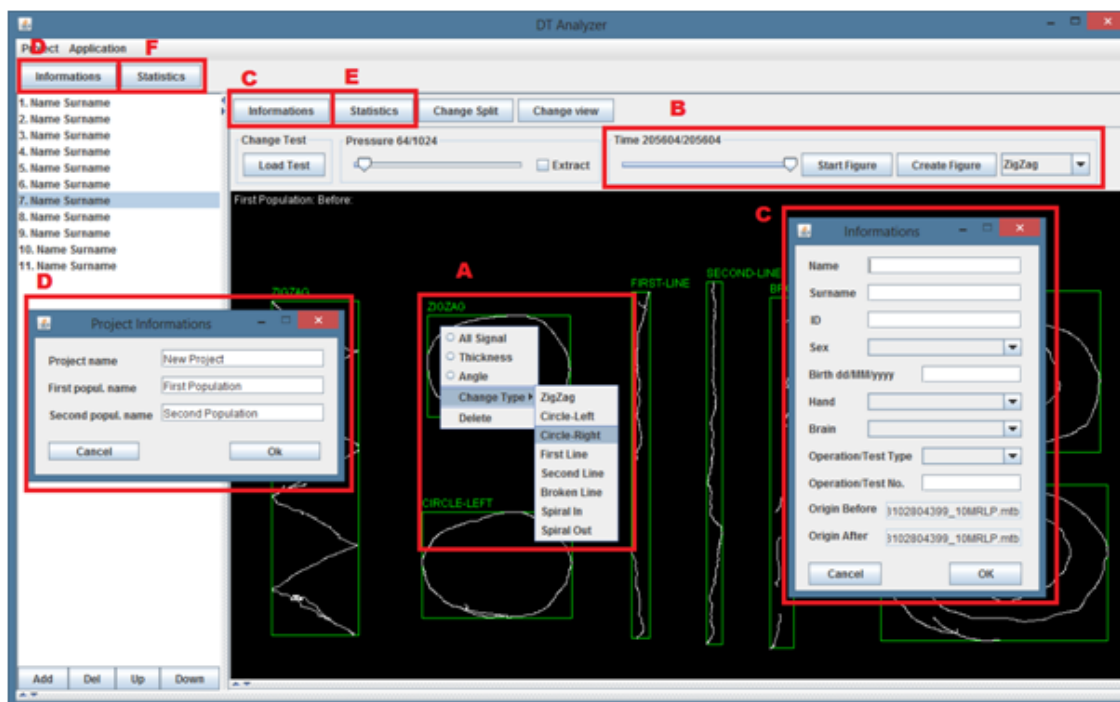 DT Analyzer
Project Application
D F
Informations Statistics
C E
1. Name Surname
2. Name Surname
3. Name Surname
4. Name Surname
5. Name Surname
6. Name Surname
7. Name Surname
8. Name Surname
9. Name Surname
10. Name Surname
11. Name Surname
Informations Statistics Change Split Change view
B
Change Test Pressure 64/1024 Time 205604/205604
Load Test Extract Start Figure Create Figure ZigZag
First Population: Before:
D
Project Informations
Project name New Project
First popul. name First Population
Second popul. name Second Population
Cancel Ok
ZIGZAG
A
ZIGZAG
All Signal
Thickness
Angle
Change Type
Delete
ZigZag
Circle-Left
Circle-Right
First Line
Second Line
Broken Line
Spiral In
Spiral Out
CIRCLE-LEFT
FIRST-LINE
SECOND-LINE
C
Informations
Name
Surname
ID
Sex
Birth dd/MM/yyyy
Hand
Brain
Operation/Test Type
Operation/Test No.
Origin Before 3102804399_10MRLP.mtb
Origin After 3102804399_10MRLP.mtb
Cancel OK
Add Del Up Down